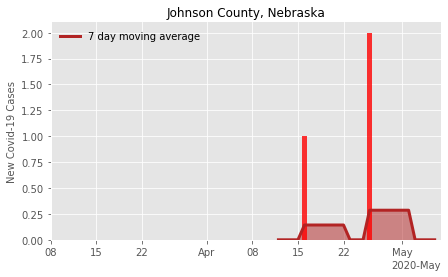 Johnson County, Nebraska
7 day moving average
New Covid-19 Cases
2.00
1.75
1.50
1.25
1.00
0.75
0.50
0.25
0.00
08 15 22 Apr 08 15 22 May
2020-May